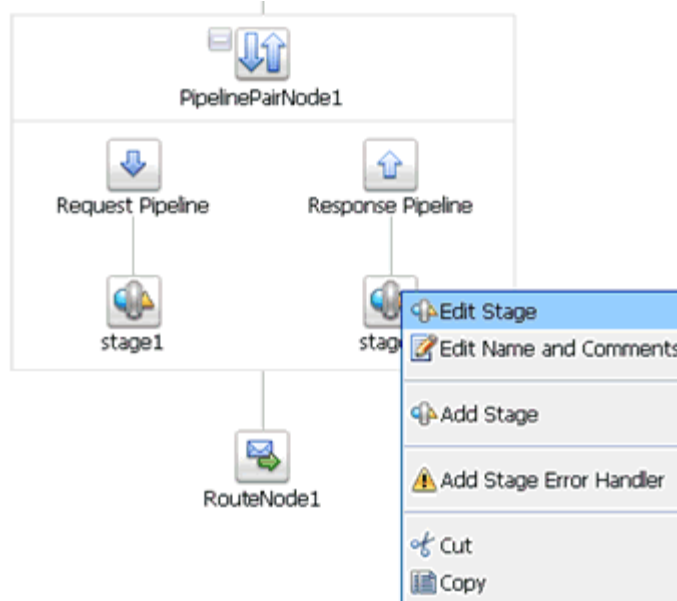 PipelinePairNode1
Request Pipeline
Response Pipeline
stage1
stag
Edit Stage
Edit Name and Comments
Add Stage
Add Stage Error Handler
RouteNode1
Cut
Copy